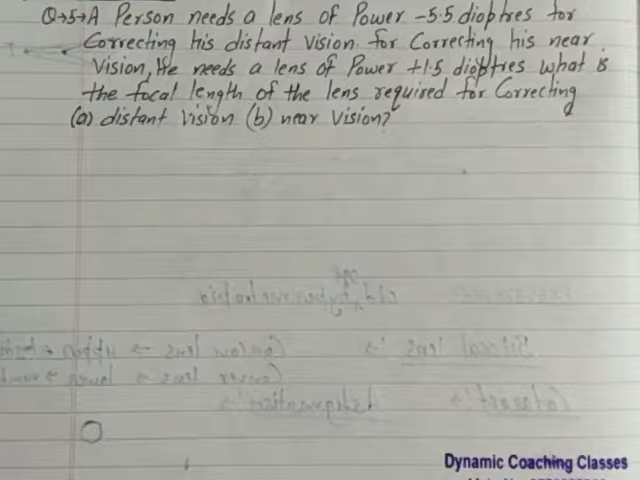 Q→5→A Person needs a lens of Power -5.5 dioptres for
Correcting his distant Vision. for Correcting his near
Vision, He needs a lens of Power +1.5 dioptres what is
the focal length of the lens required for Correcting
(a) distant Vision (b) near Vision?
Dynamic Coaching Classes